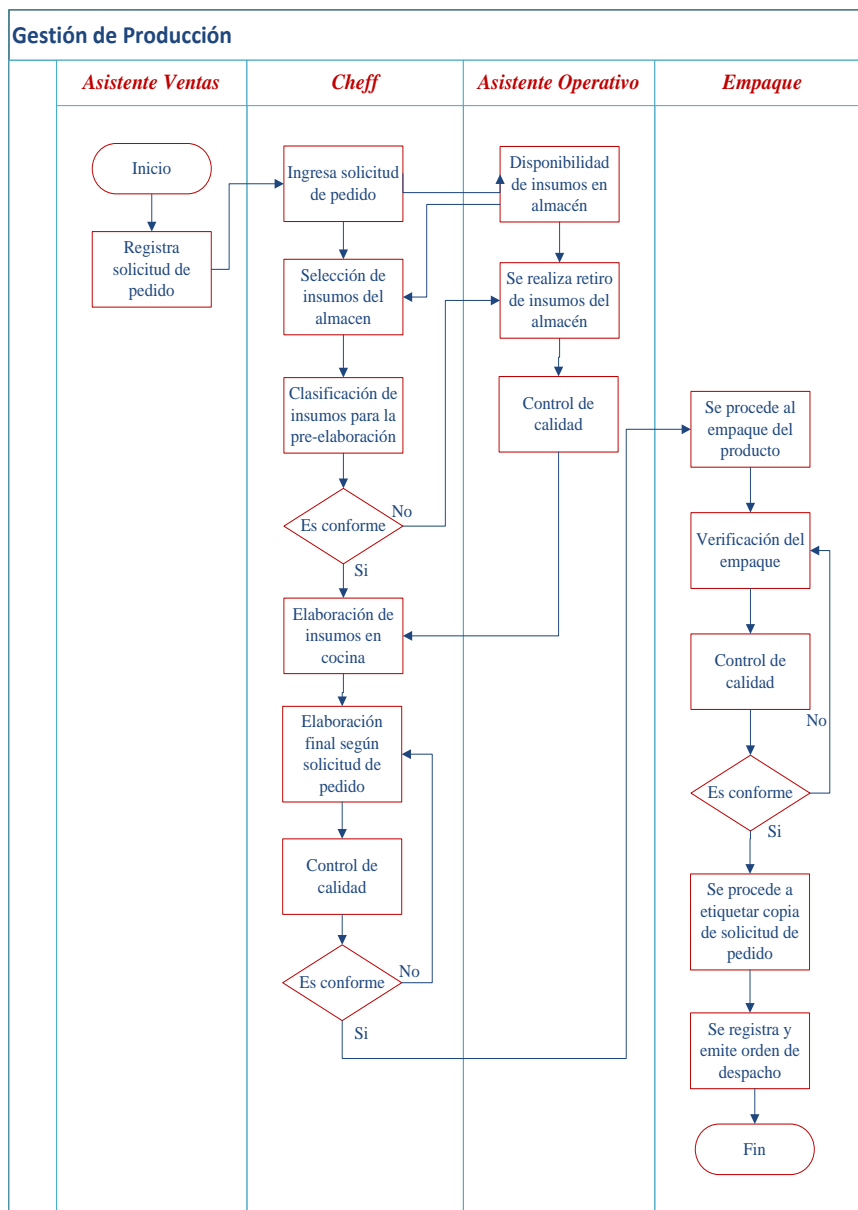 Gestión de Producción
Asistente Ventas
Cheff
Asistente Operativo
Empaque
Inicio
Registra
solicitud de
pedido
Ingresa solicitud
de pedido
Selección de
insumos del
almacen
Clasificación de
insumos para la
pre-elaboración
Es conforme
No
Si
Elaboración de
insumos en
cocina
Elaboración
final según
solicitud de
pedido
Control de
calidad
Es conforme
No
Si
Disponibilidad
de insumos en
almacén
Se realiza retiro
de insumos del
almacén
Control de
calidad
Se procede al
empaque del
producto
Verificación del
empaque
Control de
calidad
No
Es conforme
Si
Se procede a
etiquetar copia
de solicitud de
pedido
Se registra y
emite orden de
despacho
Fin